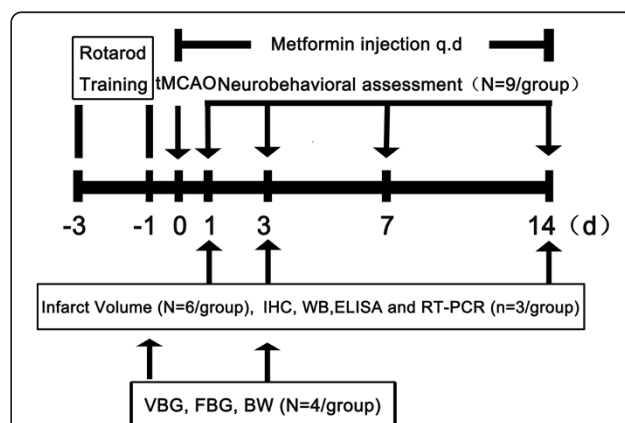 Rotarod
Training
Metformin injection q.d
tMCAO
Neurobehavioral assessment (N=9/group)
-3 -1 0 1 3 7 14 (d)
Infarct Volume (N=6/group), IHC, WB,ELISA and RT-PCR (n=3/group)
VBG, FBG, BW (N=4/group)